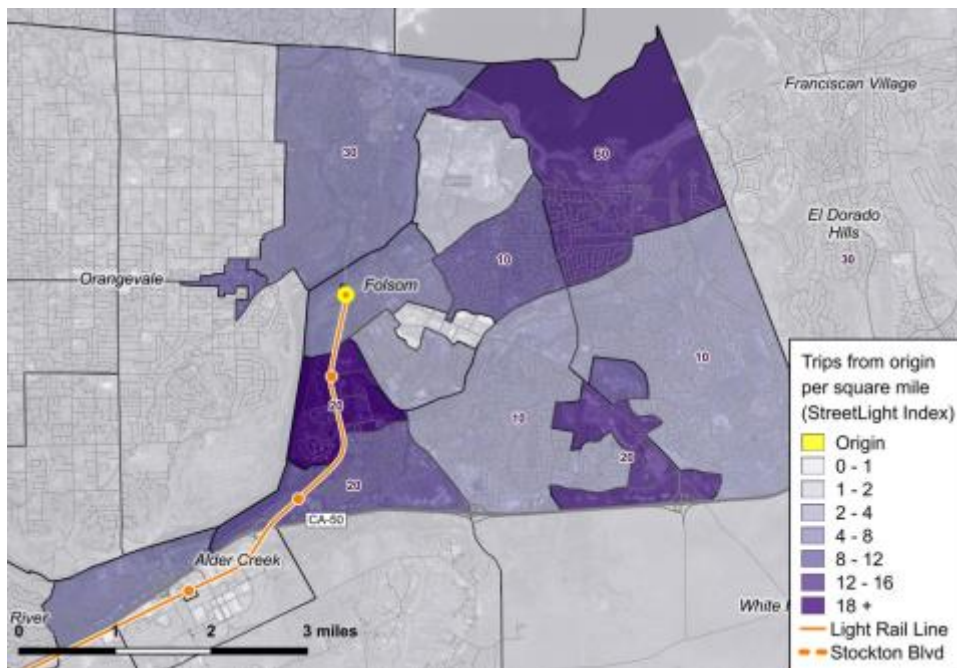 Franciscan Village
30
60
El Dorado
Hills
Orangevale
10
30
Folsom
10
20
10
20
20
CA-50
Alder Creek
River
White
0 1 2 3 miles
Trips from origin
per square mile
(StreetLight Index)
Origin
0 - 1
1 - 2
2 - 4
4 - 8
8 - 12
12 - 16
18 +
Light Rail Line
Stockton Blvd